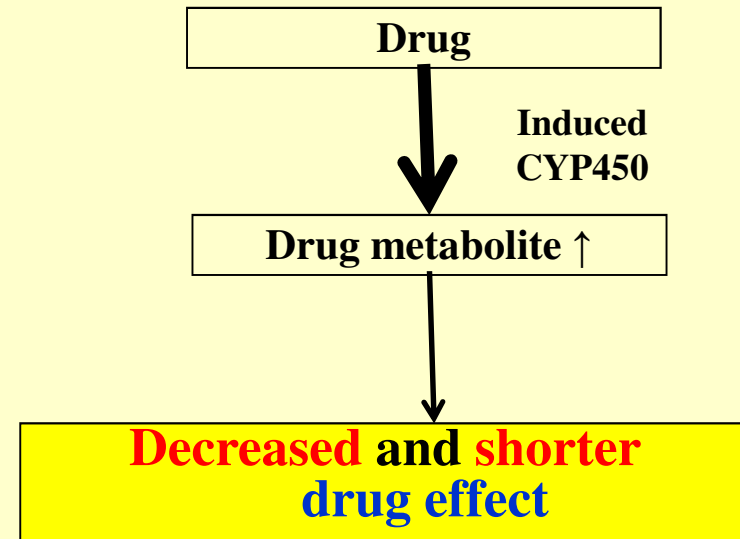 Drug
Induced
CYP450
Drug metabolite ↑
Decreased and shorter
drug effect